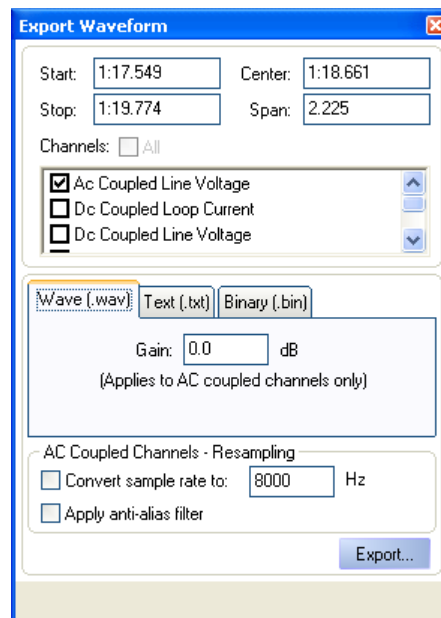 Export Waveform
Start: 1:17.549 Center: 1:18.661
Stop: 1:19.774 Span: 2.225
Channels: All
Ac Coupled Line Voltage
Dc Coupled Loop Current
Dc Coupled Line Voltage
Wave (.wav) Text (.txt) Binary (.bin)
Gain: 0.0 dB
(Applies to AC coupled channels only)
AC Coupled Channels - Resampling
Convert sample rate to: 8000 Hz
Apply anti-alias filter
Export...